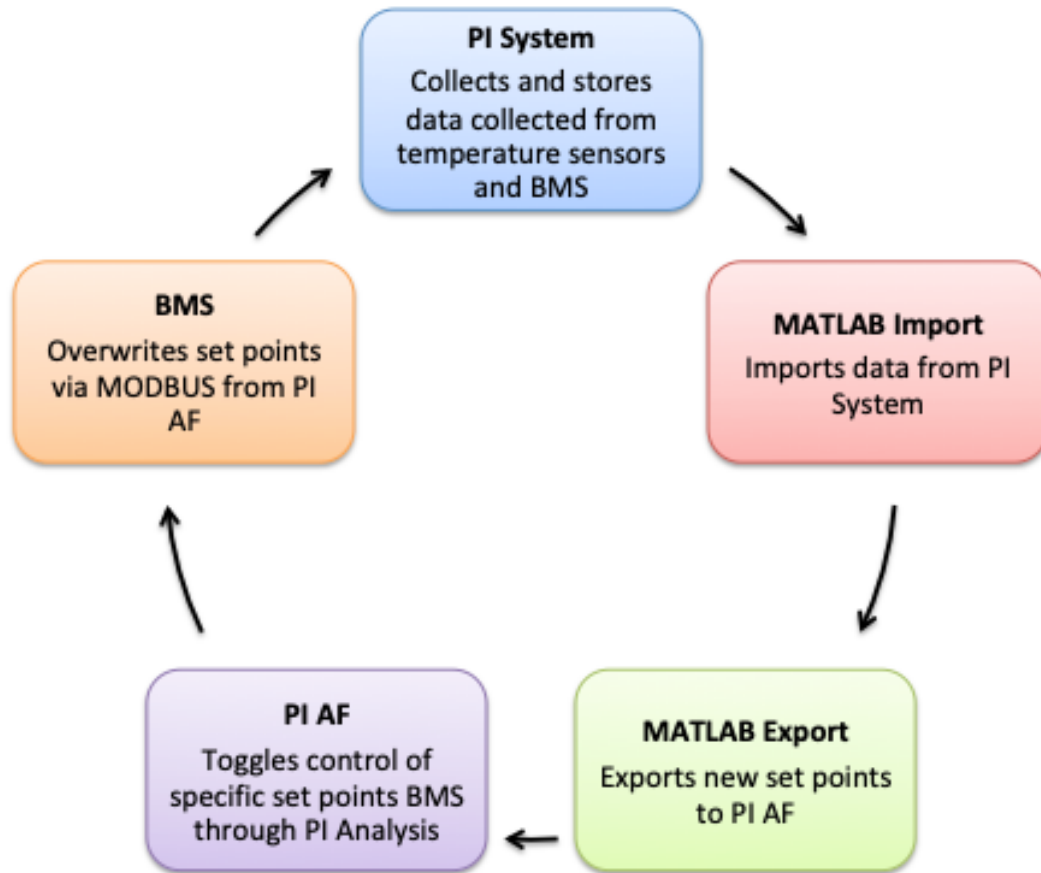 PI System
Collects and stores
data collected from
temperature sensors
and BMS
MATLAB Import
Imports data from PI
System
MATLAB Export
Exports new set points
to PI AF
PI AF
Toggles control of
specific set points BMS
through PI Analysis
BMS
Overwrites set points
via MODBUS from PI
AF